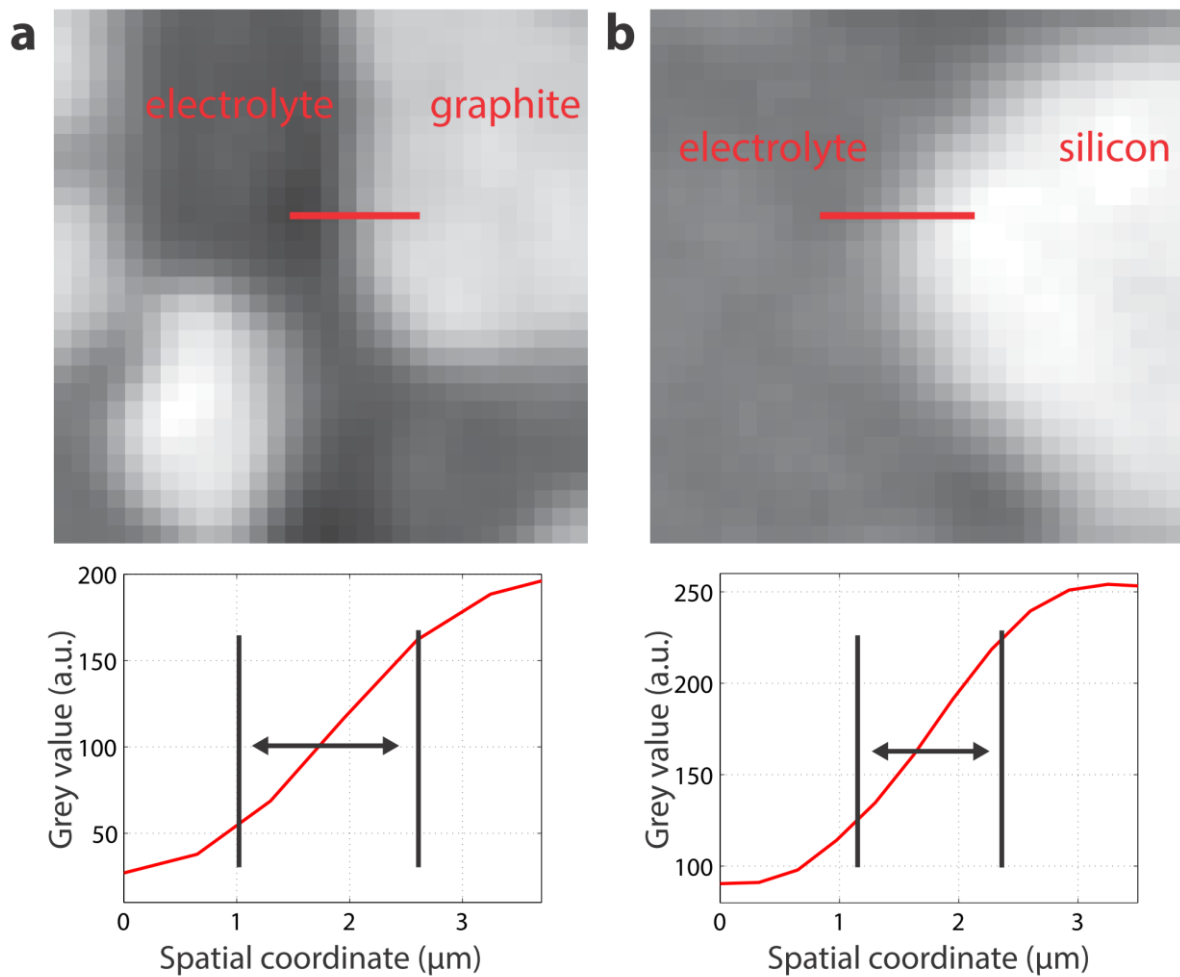 a
electrolyte
graphite
b
electrolyte
silicon
200
150
100
50
0
1
2
3
Grey value (a.u.)
Spatial coordinate (µm)
250
200
150
100
0
1
2
3
Grey value (a.u.)
Spatial coordinate (µm)